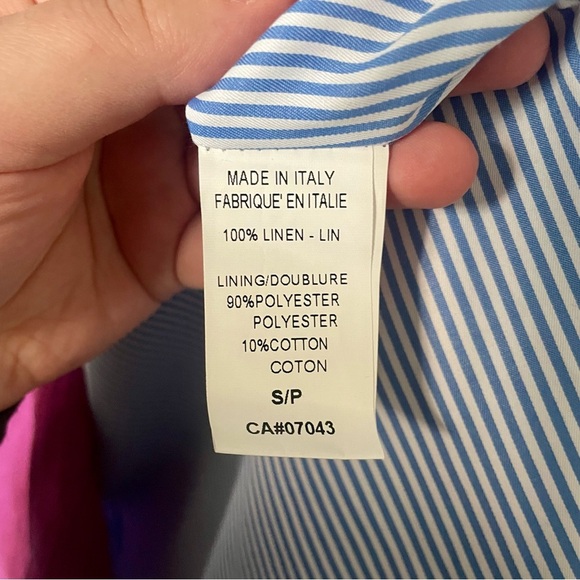 MADE IN ITALY
FABRIQUE' EN ITALIE
100% LINEN - LIN
LINING/DOUBLURE
90%POLYESTER
POLYESTER
10%COTTON
COTON
S/P
CA#07043